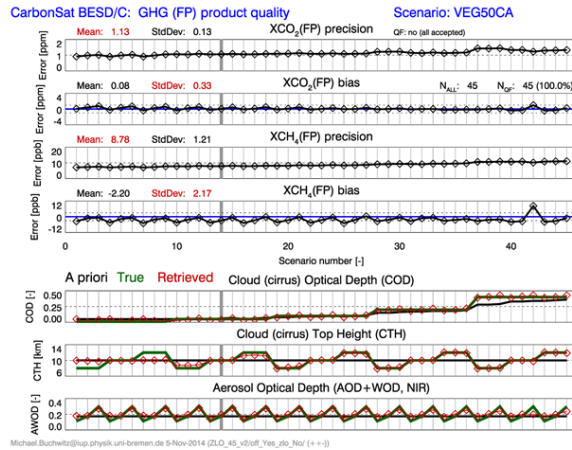 CarbonSat BESD/C: GHG (FP) product quality Scenario: VEG50CA
Mean: 1.13 StdDev: 0.13 XCO₂(FP) precision QF: no (all accepted)
Error [ppm]
2
1
0
Mean: 0.08 StdDev: 0.33 XCO₂(FP) bias N_ALL: 45 N_QF: 45 (100.0%)
Error [ppm]
4
0
-4
Mean: 8.78 StdDev: 1.21 XCH₄(FP) precision
Error [ppb]
20
10
0
Mean: -2.20 StdDev: 2.17 XCH₄(FP) bias
Error [ppb]
12
0
-12
0 10 20 30 40
Scenario number [-]
A priori True Retrieved Cloud (cirrus) Optical Depth (COD)
COD [-]
0.50
0.25
0.00
Cloud (cirrus) Top Height (CTH)
CTH [km]
14
10
6
Aerosol Optical Depth (AOD+WOD, NIR)
AWOD [-]
0.4
0.2
0.0
Michael.Buchwitz@iup.physik.uni-bremen.de 5-Nov-2014 (ZLO_45_v2/off_Yes_zlo_No/ (++-))